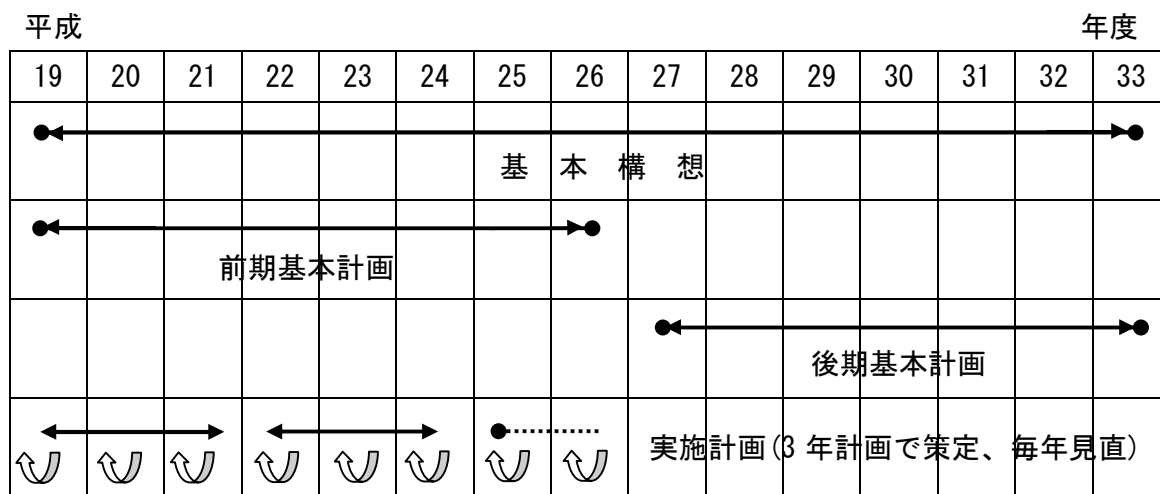 平成 年度
19 20 21 22 23 24 25 26 27 28 29 30 31 32 33
基本構想
前期基本計画
後期基本計画
実施計画(3年計画で策定、毎年見直)